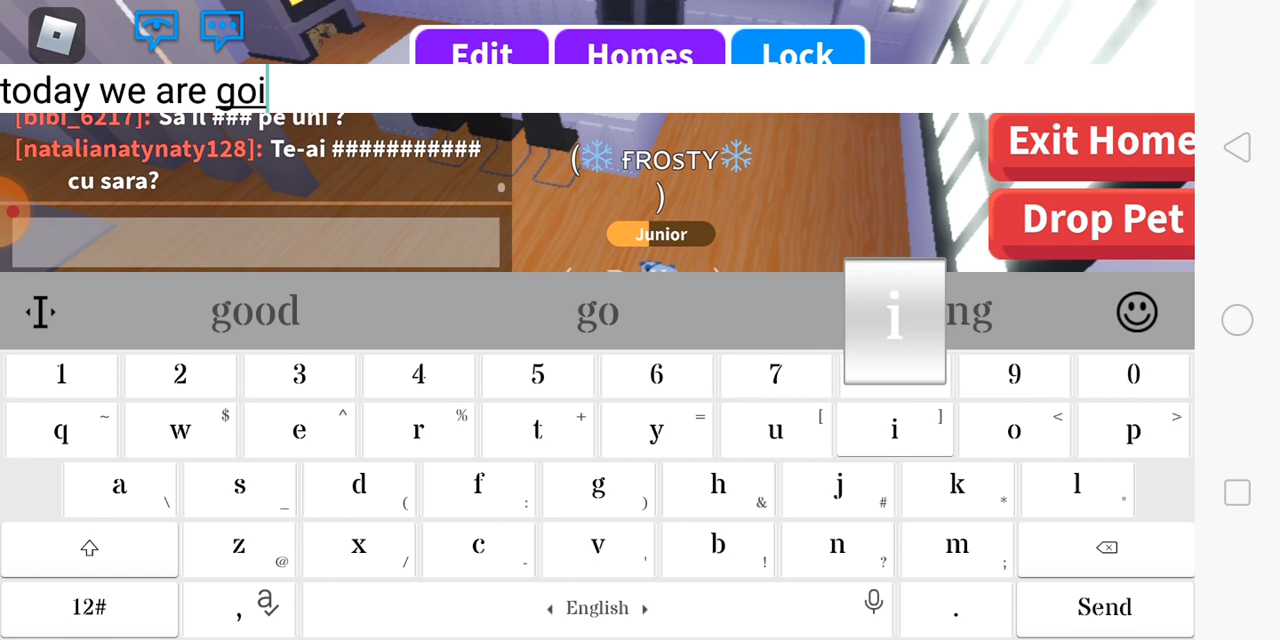 Edit Homes Lock
today we are goi
[bibi_6217]: Sa il ### pe uni ?
[natalianatynaty128]: Te-ai ###########
cu sara?
(❄ fROsTY❄
)
Junior
Exit Home
Drop Pet
good go ng
i
1 2 3 4 5 6 7 9 0
q ~ w $ e ^ r % t + y = u [ i ] o < p >
a \ s _ d ( f : g ) h & j # k * l "
z @ x / c - v ' b ! n ? m ;
12# , a English . Send